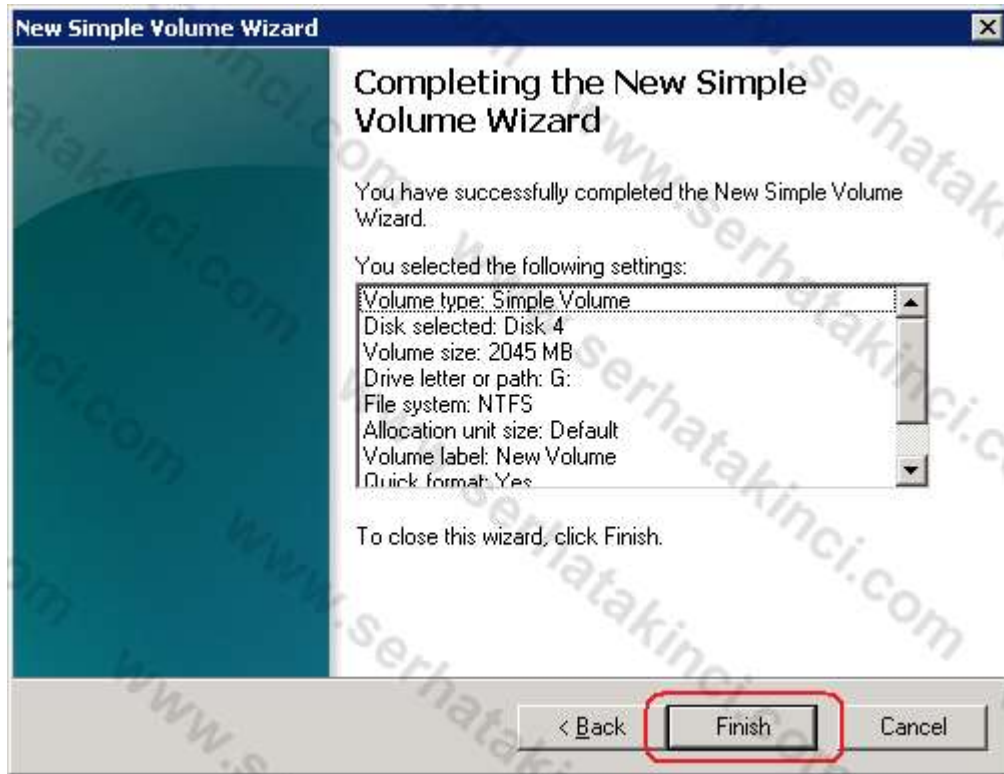 New Simple Volume Wizard
Completing the New Simple
Volume Wizard
You have successfully completed the New Simple Volume
Wizard.
You selected the following settings:
Volume type: Simple Volume
Disk selected: Disk 4
Volume size: 2045 MB
Drive letter or path: G:
File system: NTFS
Allocation unit size: Default
Volume label: New Volume
Quick format: Yes
To close this wizard, click Finish.
< Back
Finish
Cancel
www.serhatakinci.com